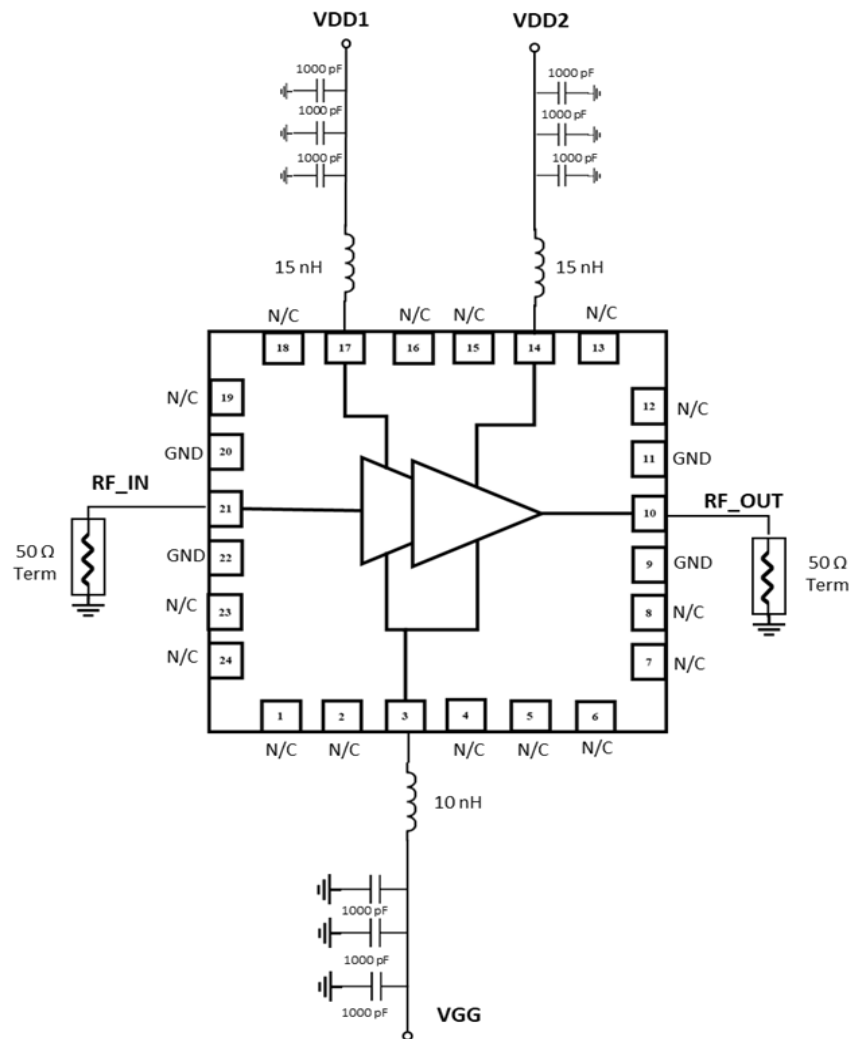 VDD1
VDD2
1000 pF
1000 pF
1000 pF
1000 pF
1000 pF
1000 pF
15 nH
15 nH
N/C
N/C
N/C
N/C
18
17
16
15
14
13
N/C
19
12
N/C
GND
20
11
GND
RF_IN
21
10
RF_OUT
50 Ω
Term
GND
22
9
GND
50 Ω
Term
N/C
23
8
N/C
N/C
24
7
N/C
1
2
3
4
5
6
N/C
N/C
N/C
N/C
N/C
10 nH
1000 pF
1000 pF
1000 pF
VGG